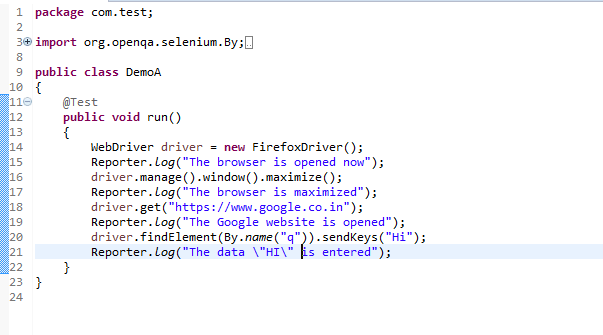 1 package com.test;
2
3 import org.openqa.selenium.By;
8
9 public class DemoA
10 {
11 @Test
12 public void run()
13 {
14 WebDriver driver = new FirefoxDriver();
15 Reporter.log("The browser is opened now");
16 driver.manage().window().maximize();
17 Reporter.log("The browser is maximized");
18 driver.get("https://www.google.co.in");
19 Reporter.log("The Google website is opened");
20 driver.findElement(By.name("q")).sendKeys("Hi");
21 Reporter.log("The data \"HI\" is entered");
22 }
23 }
24